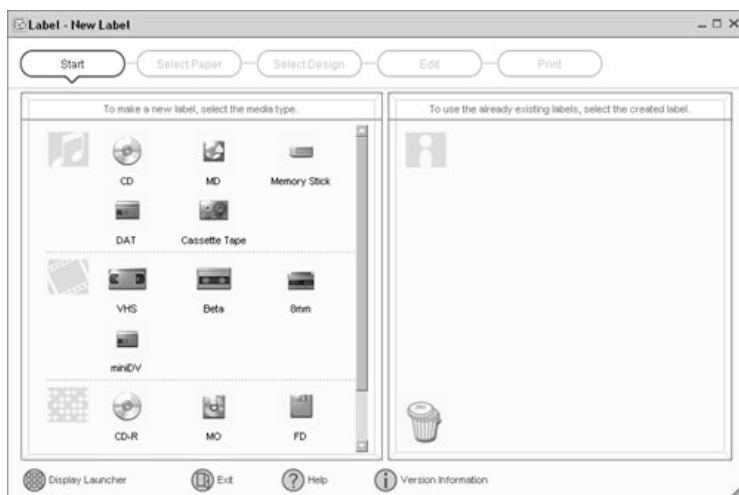 Label - New Label
Start
Select Paper
Select Design
Edit
Print
To make a new label, select the media type.
To use the already existing labels, select the created label.
CD
MD
Memory Stick
DAT
Cassette Tape
VHS
Beta
8mm
miniDV
CD-R
MO
FD
Display Launcher
Exit
Help
Version Information